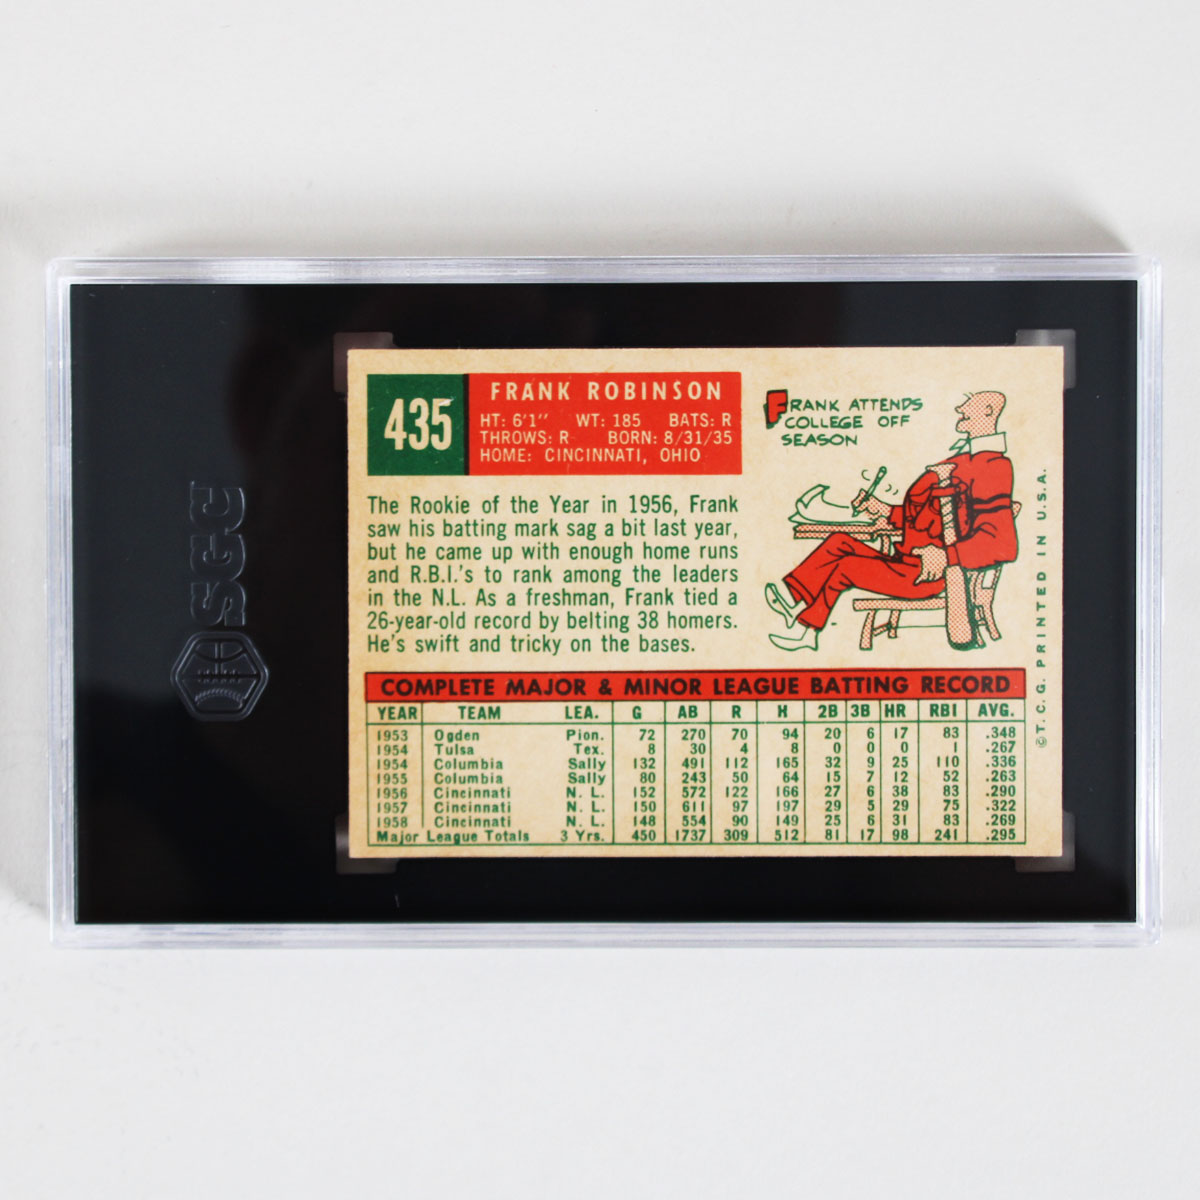 SGC
435
FRANK ROBINSON
HT: 6'1" WT: 185 BATS: R
THROWS: R BORN: 8/31/35
HOME: CINCINNATI, OHIO
The Rookie of the Year in 1956, Frank
saw his batting mark sag a bit last year,
but he came up with enough home runs
and R.B.I.'s to rank among the leaders
in the N.L. As a freshman, Frank tied a
26-year-old record by belting 38 homers.
He's swift and tricky on the bases.
FRANK ATTENDS
COLLEGE OFF
SEASON
COMPLETE MAJOR & MINOR LEAGUE BATTING RECORD
YEAR TEAM LEA. G AB R H 2B 3B HR RBI AVG.
1953 Ogden Pion. 72 270 70 94 20 6 17 83 .348
1954 Tulsa Tex. 8 30 4 8 0 0 0 1 .267
1954 Columbia Sally 132 491 112 165 32 9 25 110 .336
1955 Columbia Sally 80 243 50 64 15 7 12 52 .263
1956 Cincinnati N. L. 152 572 122 166 27 6 38 83 .290
1957 Cincinnati N. L. 150 611 97 197 29 5 29 75 .322
1958 Cincinnati N. L. 148 554 90 149 25 6 31 83 .269
Major League Totals 3 Yrs. 450 1737 309 512 81 17 98 241 .295
©T.C.G. PRINTED IN U.S.A.